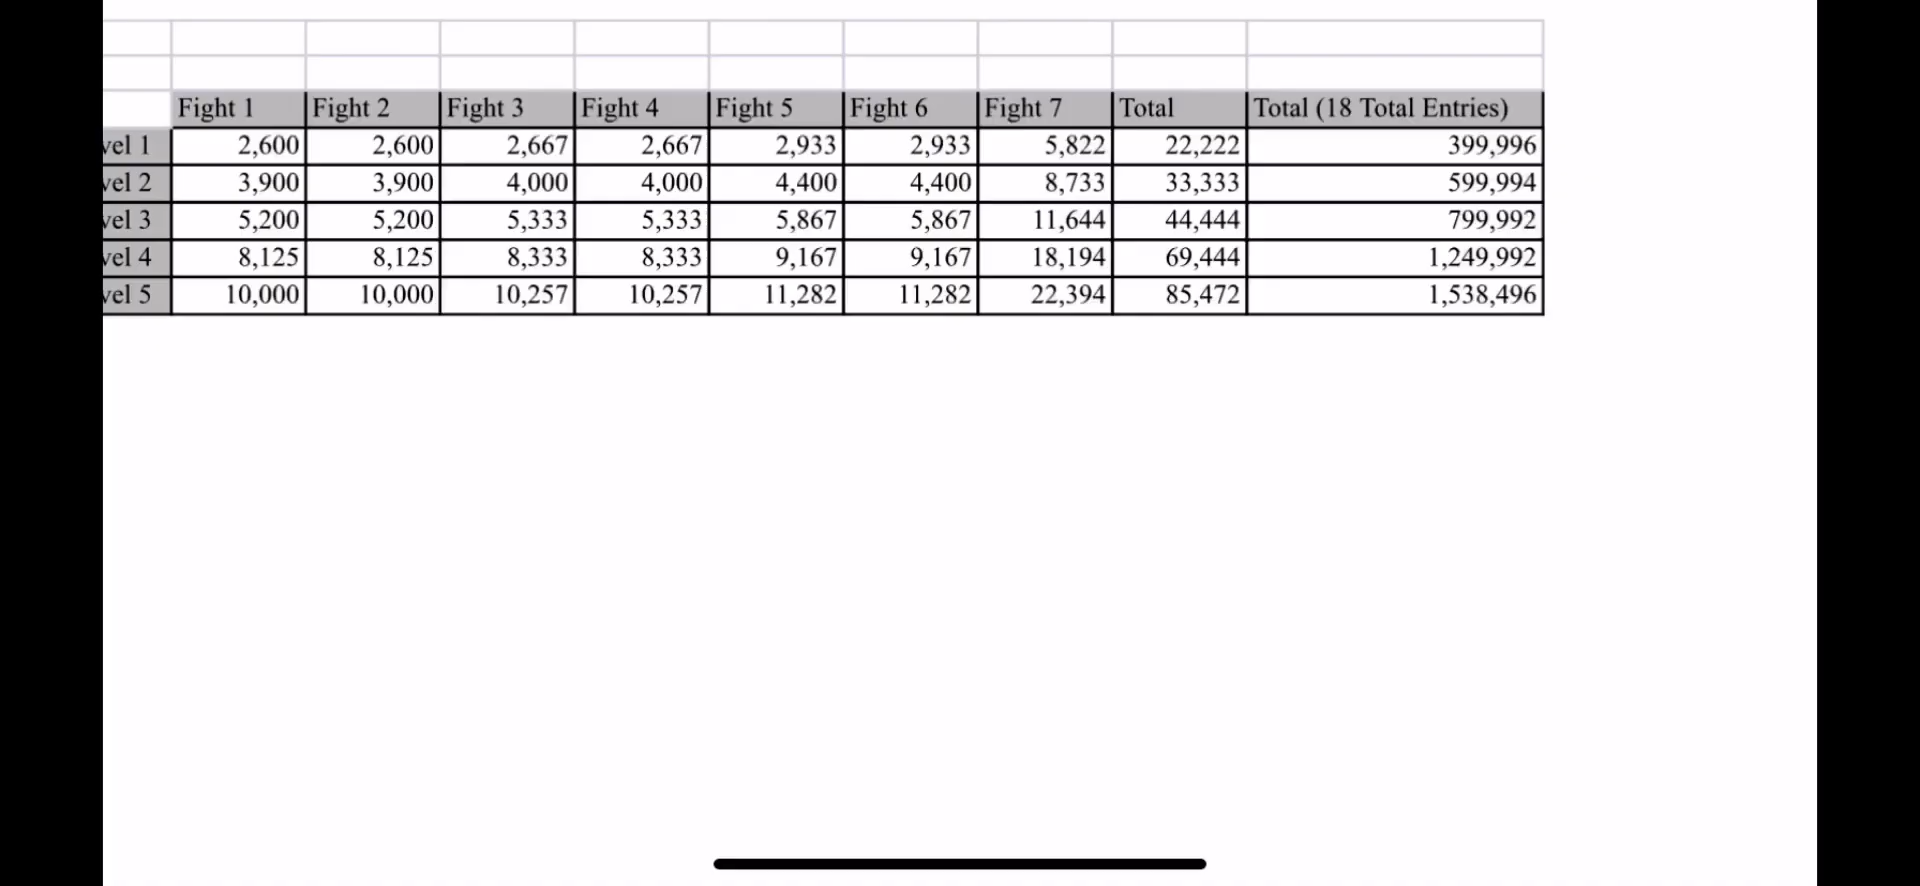 Fight 1 Fight 2 Fight 3 Fight 4 Fight 5 Fight 6 Fight 7 Total Total (18 Total Entries)
vel 1 2,600 2,600 2,667 2,667 2,933 2,933 5,822 22,222 399,996
vel 2 3,900 3,900 4,000 4,000 4,400 4,400 8,733 33,333 599,994
vel 3 5,200 5,200 5,333 5,333 5,867 5,867 11,644 44,444 799,992
vel 4 8,125 8,125 8,333 8,333 9,167 9,167 18,194 69,444 1,249,992
vel 5 10,000 10,000 10,257 10,257 11,282 11,282 22,394 85,472 1,538,496